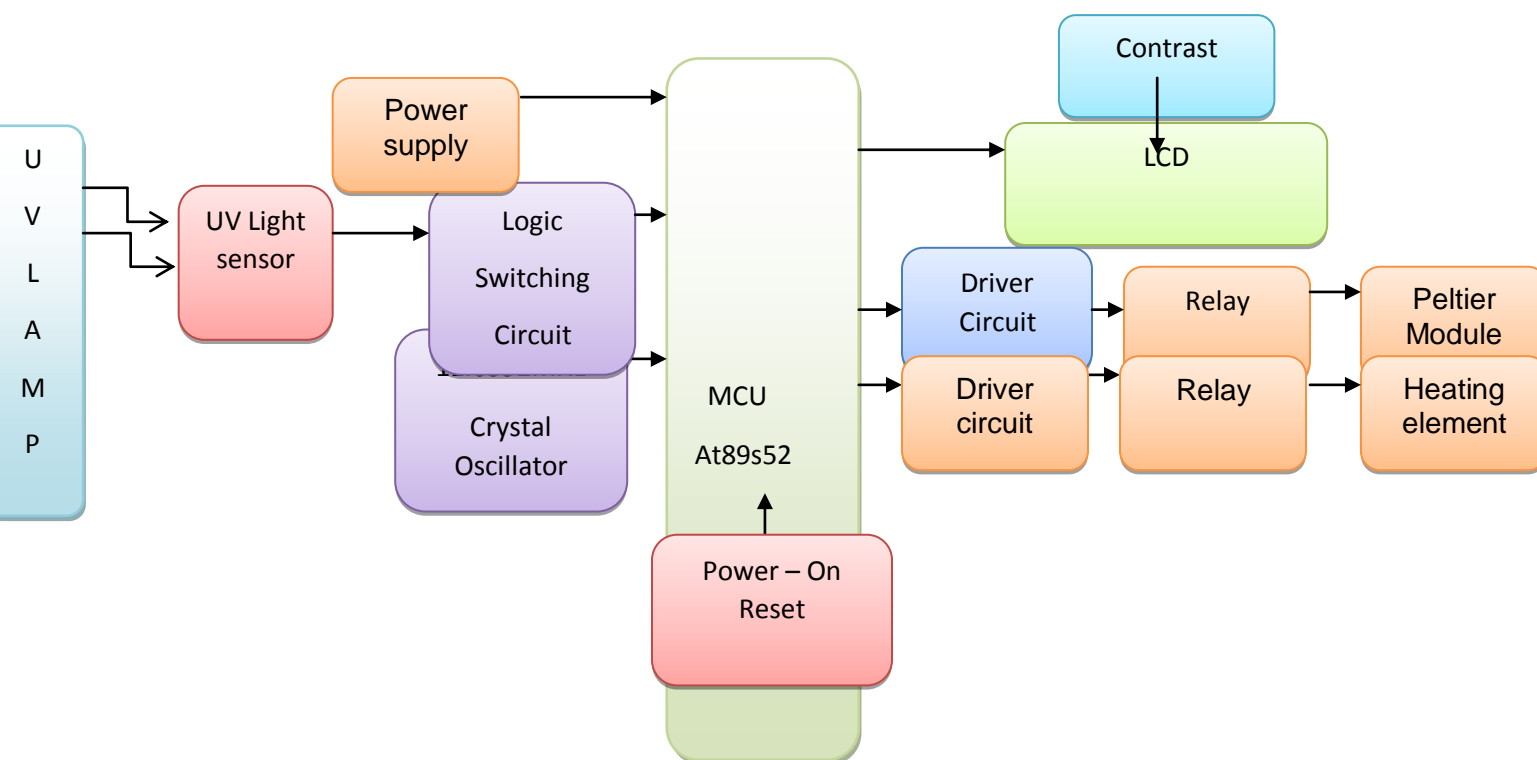 U
V
L
A
M
P
UV Light
sensor
Power
supply
Logic
Switching
Circuit
Crystal
Oscillator
MCU
At89s52
Power – On
Reset
Contrast
LCD
Driver
Circuit
Relay
Peltier
Module
Driver
circuit
Relay
Heating
element